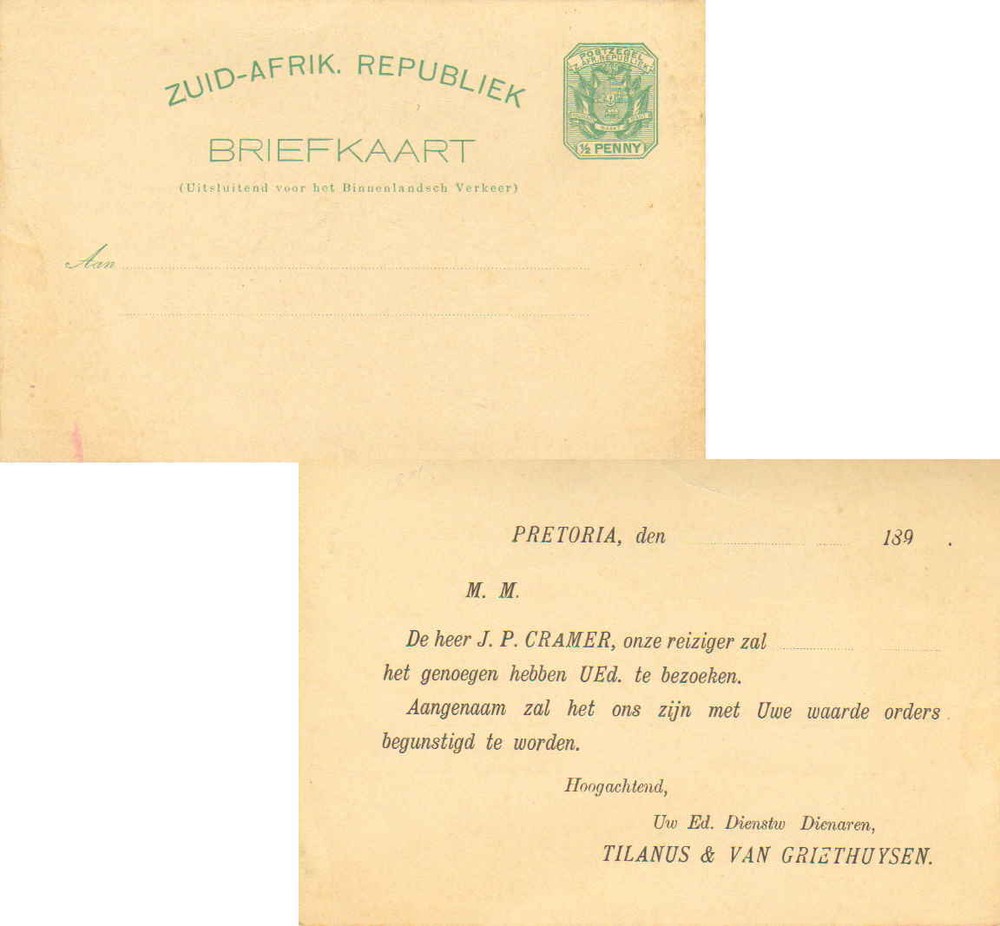 ZUID-AFRIK. REPUBLIEK
POSTZEGEL
Z. AFR. REPUBLIEK
BRIEFKAART
½ PENNY
(Uitsluitend voor het Binnenlandsch Verkeer)
Aan
PRETORIA, den 189 .
M. M.
De heer J. P. CRAMER, onze reiziger zal
het genoegen hebben UEd. te bezoeken.
Aangenaam zal het ons zijn met Uwe waarde orders
begunstigd te worden.
Hoogachtend,
Uw Ed. Dienstw Dienaren,
TILANUS & VAN GRIETHUYSEN.